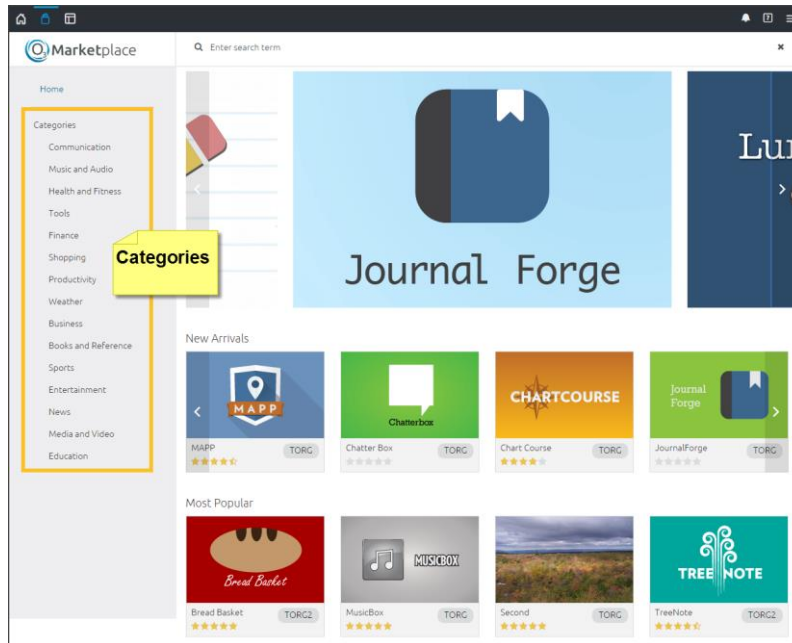 O3 Marketplace
Enter search term
Home
Categories
Communication
Music and Audio
Health and Fitness
Tools
Finance
Shopping
Productivity
Weather
Business
Books and Reference
Sports
Entertainment
News
Media and Video
Education
Categories
Journal Forge
Lu
New Arrivals
MAPP
CHARTCOURSE
Journal
Forge
Chatterbox
MAPP TORG
Chatter Box TORG
Chart Course TORG
JournalForge TORG
Most Popular
Bread Basket
MUSICBOX
TREE NOTE
Bread Basket TORG2
MusicBox TORG
Second TORG
TreeNote TORG2